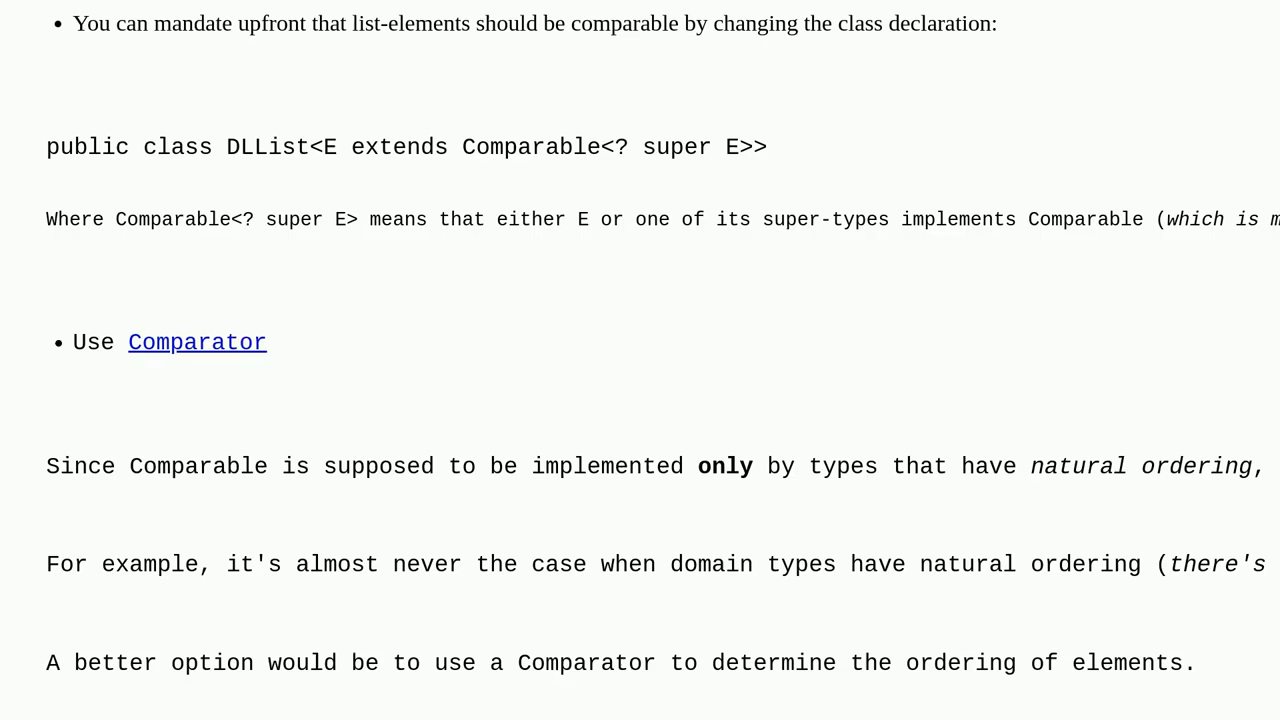 • You can mandate upfront that list-elements should be comparable by changing the class declaration:
public class DLList<E extends Comparable<? super E>>
Where Comparable<? super E> means that either E or one of its super-types implements Comparable (which is
• Use Comparator
Since Comparable is supposed to be implemented only by types that have natural ordering,
For example, it's almost never the case when domain types have natural ordering (there's
A better option would be to use a Comparator to determine the ordering of elements.